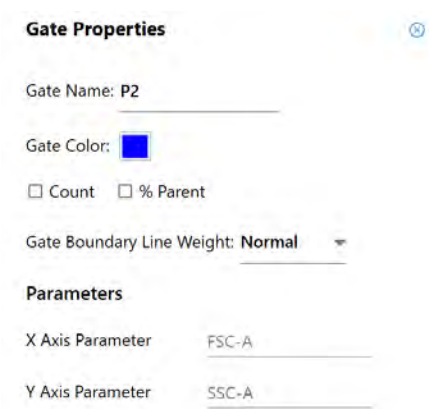 Gate Properties
Gate Name: P2
Gate Color:
Count % Parent
Gate Boundary Line Weight: Normal
Parameters
X Axis Parameter FSC-A
Y Axis Parameter SSC-A